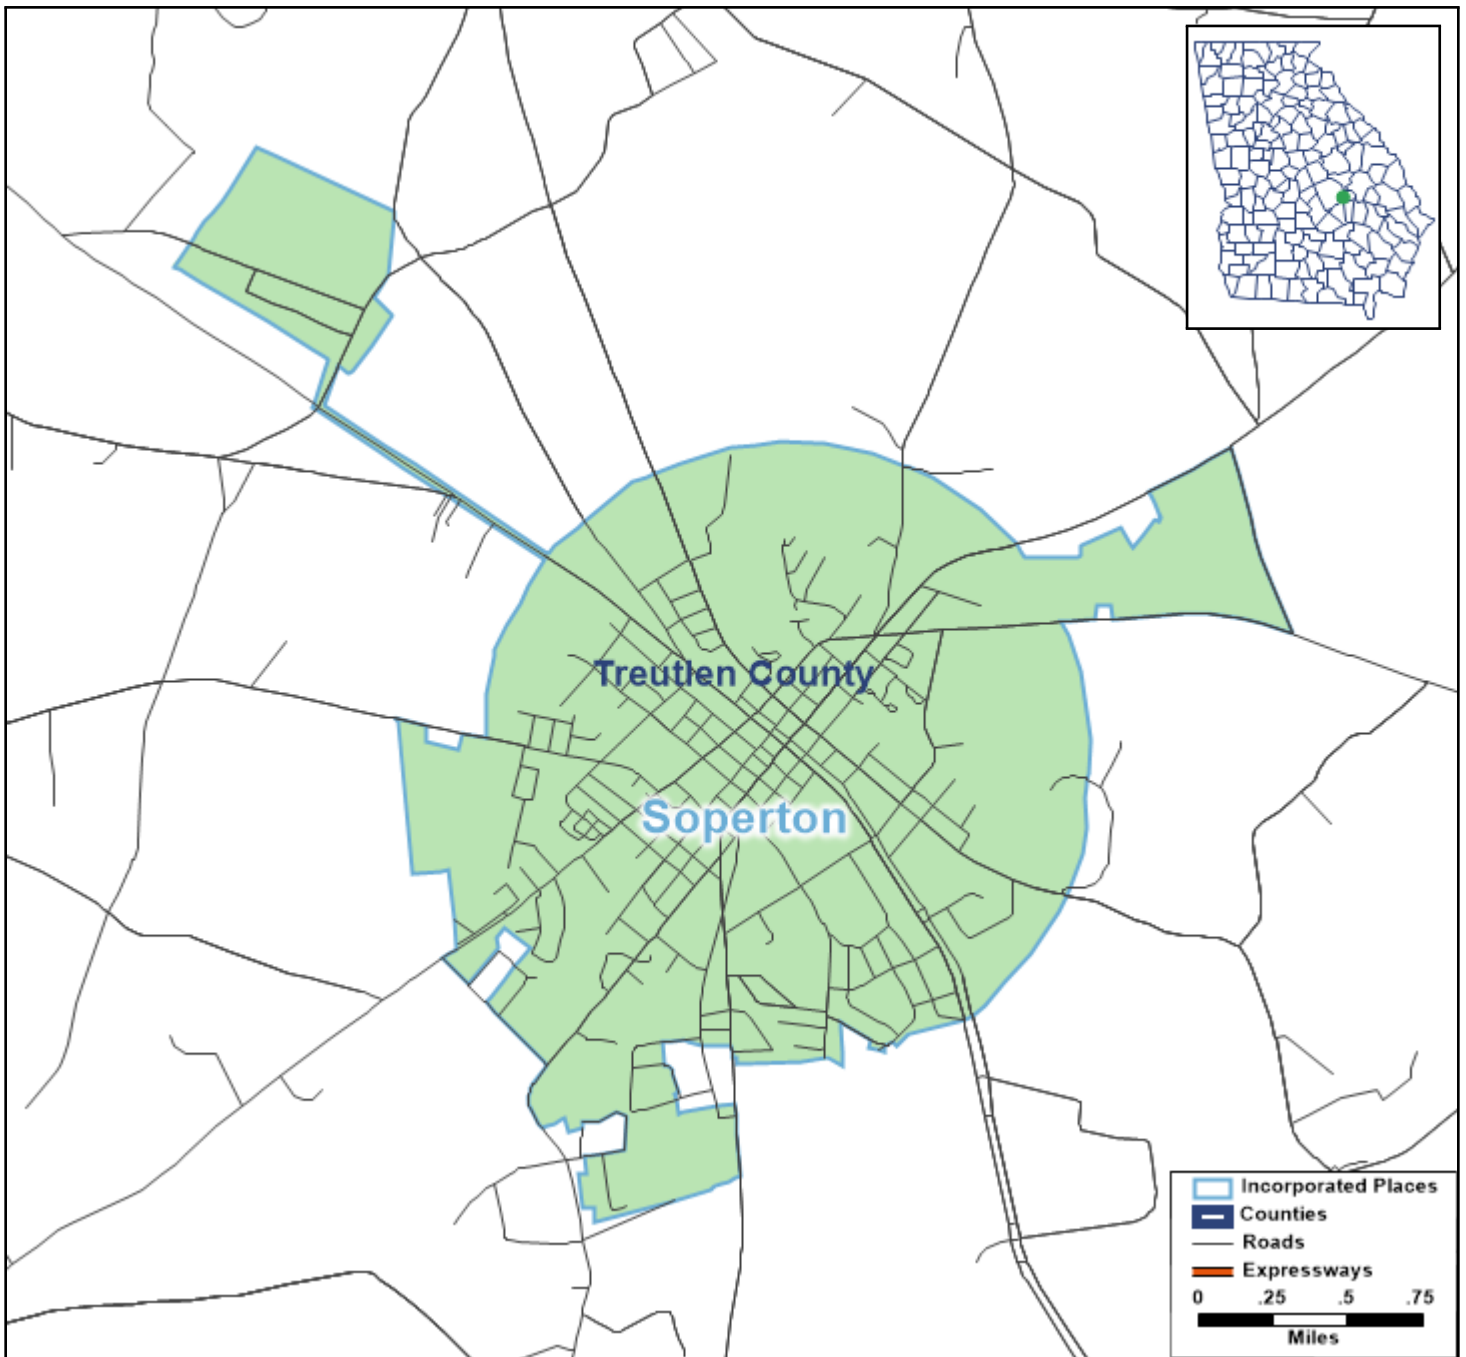 Treutlen County
Soperton
Incorporated Places
Counties
Roads
Expressways
0 .25 .5 .75
Miles